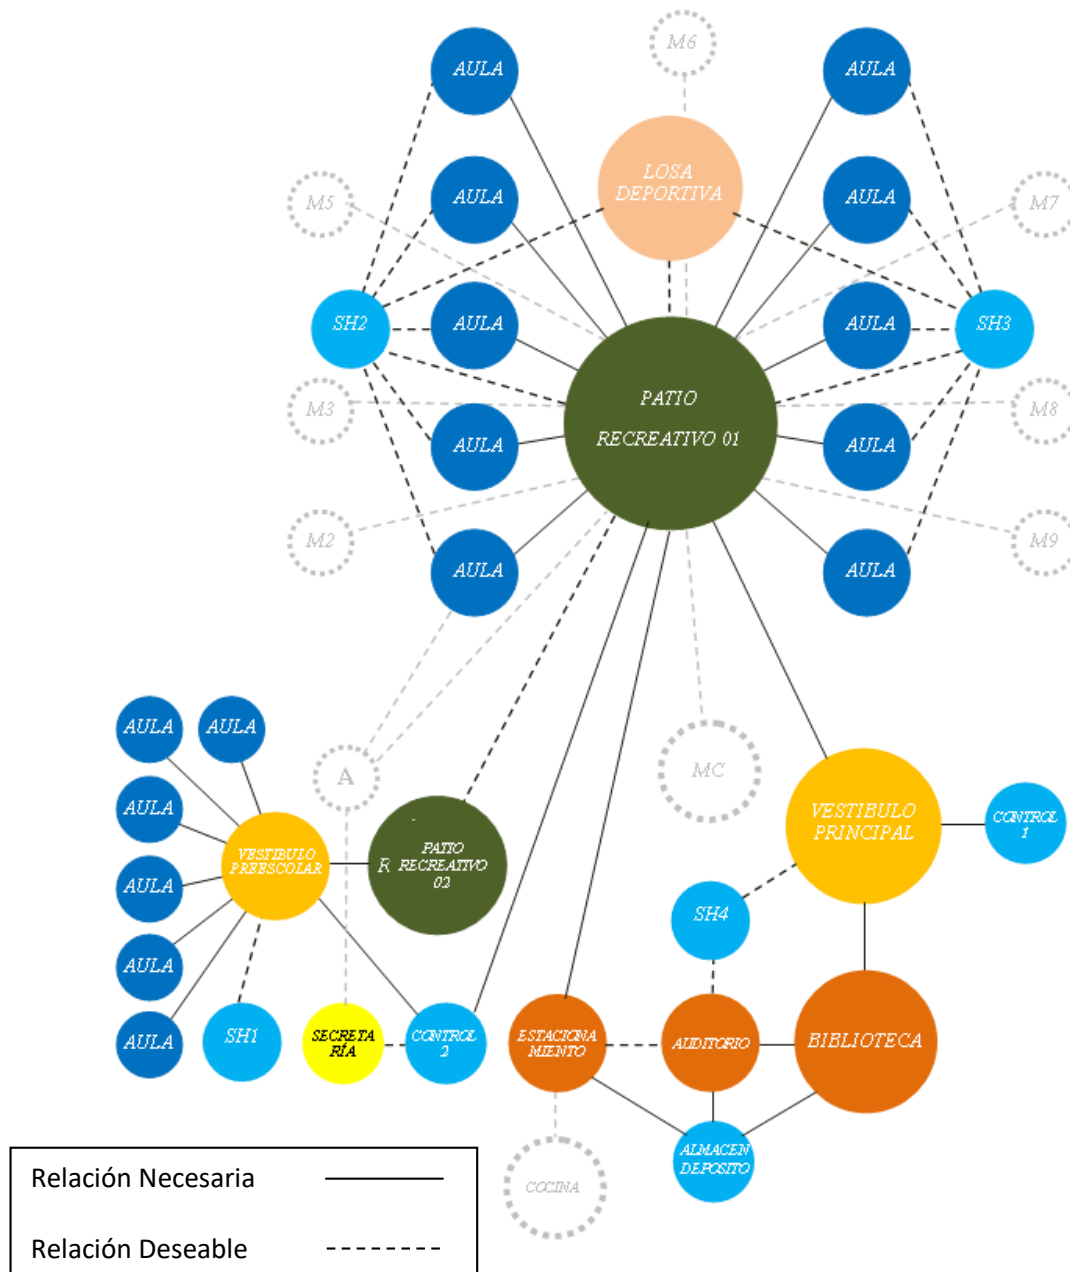 M6
AULA
AULA
LOSA
DEPORTIVA
M5
AULA
AULA
M7
SH2
AULA
AULA
SH3
M3
PATIO
RECREATIVO 01
M8
AULA
AULA
M2
M9
AULA
AULA
AULA
AULA
A
MC
AULA
VESTIBULO
PRINCIPAL
CONTROL
1
VESTIBULO
PREESCOLAR
R
PATIO
RECREATIVO
02
AULA
SH4
AULA
AULA
SH1
SECRETA
RÍA
CONTROL
2
ESTACIONA
MIENTO
AUDITORIO
BIBLIOTECA
ALMACEN
DEPOSITO
COCINA
Relación Necesaria
Relación Deseable